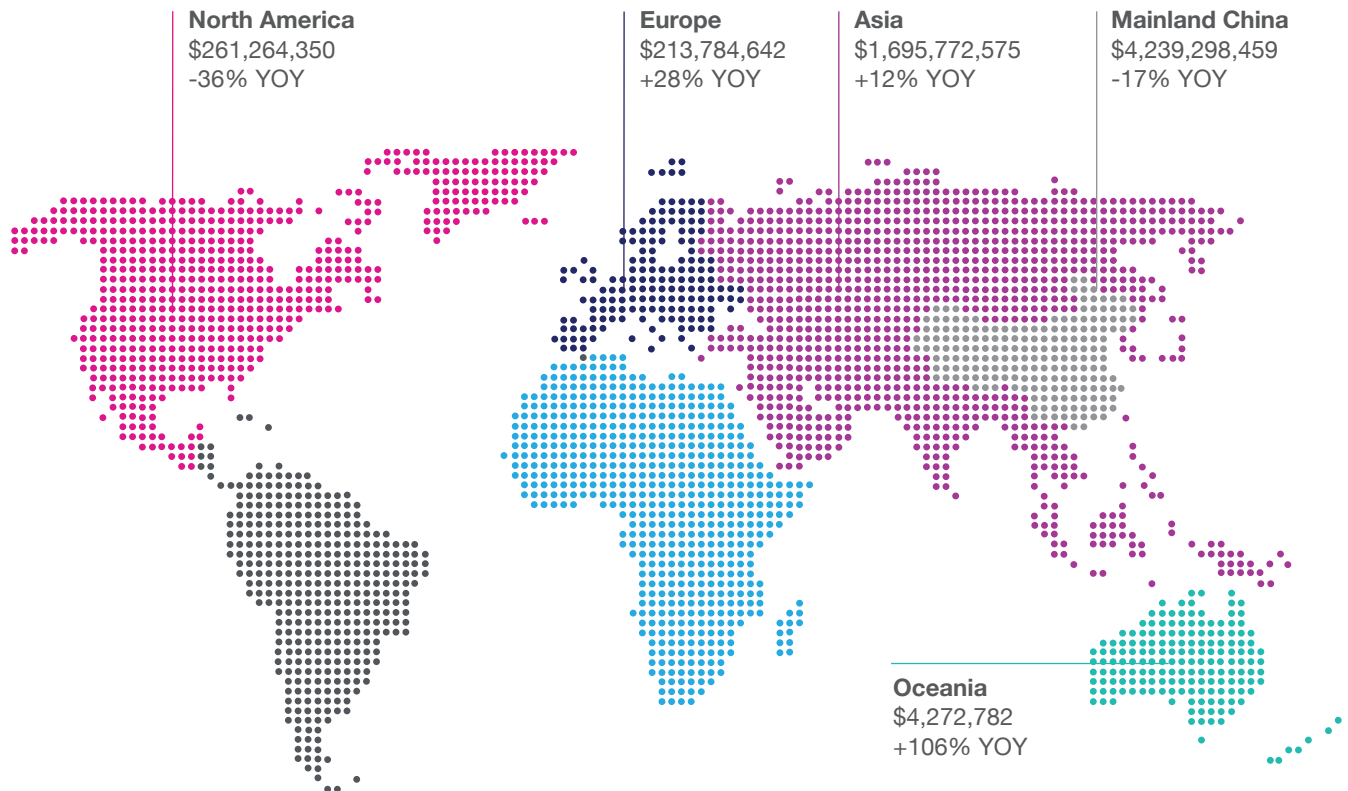 North America
$261,264,350
-36% YOY
Europe
$213,784,642
+28% YOY
Asia
$1,695,772,575
+12% YOY
Mainland China
$4,239,298,459
-17% YOY
Oceania
$4,272,782
+106% YOY